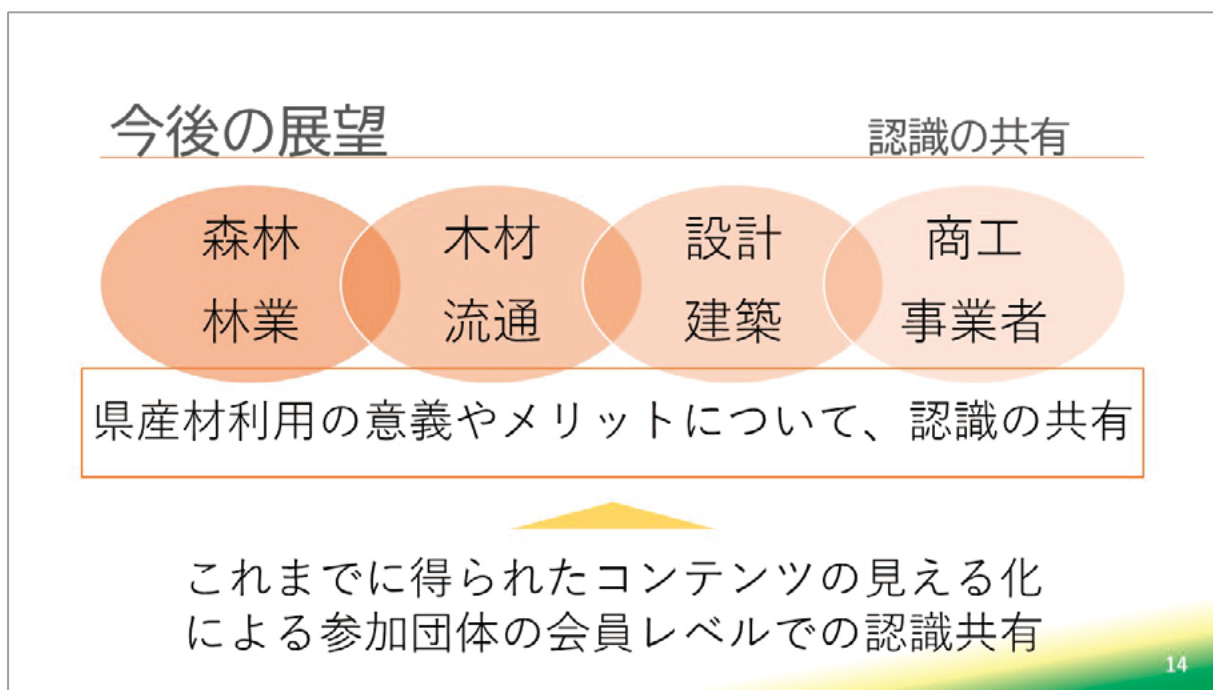 今後の展望
認識の共有
森林
林業
木材
流通
設計
建築
商工
事業者
県産材利用の意義やメリットについて、認識の共有
これまでに得られたコンテンツの見える化
による参加団体の会員レベルでの認識共有
14